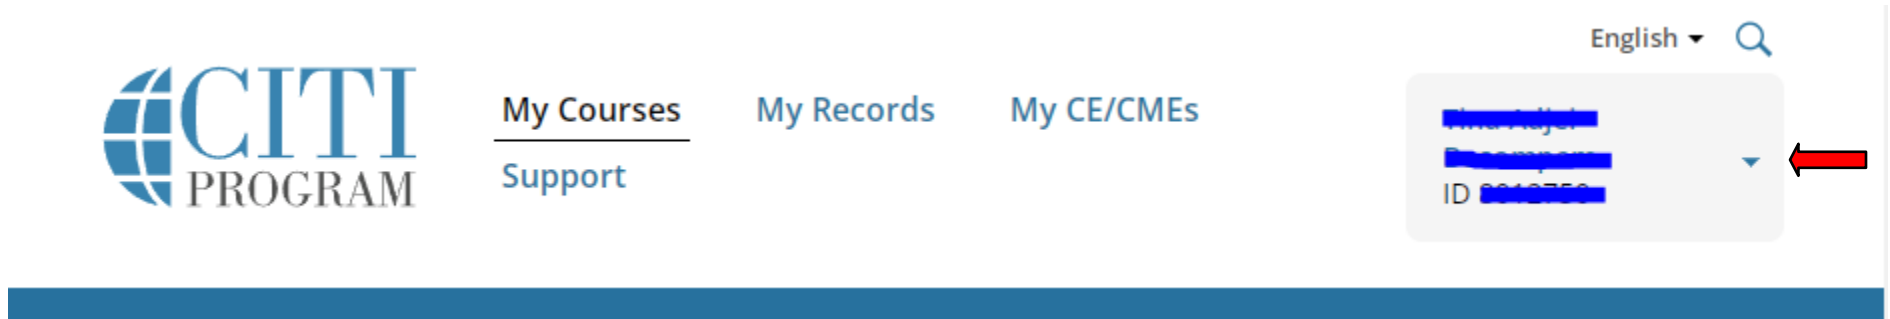 English
CITI
PROGRAM
My Courses
My Records
My CE/CMEs
Support
ID